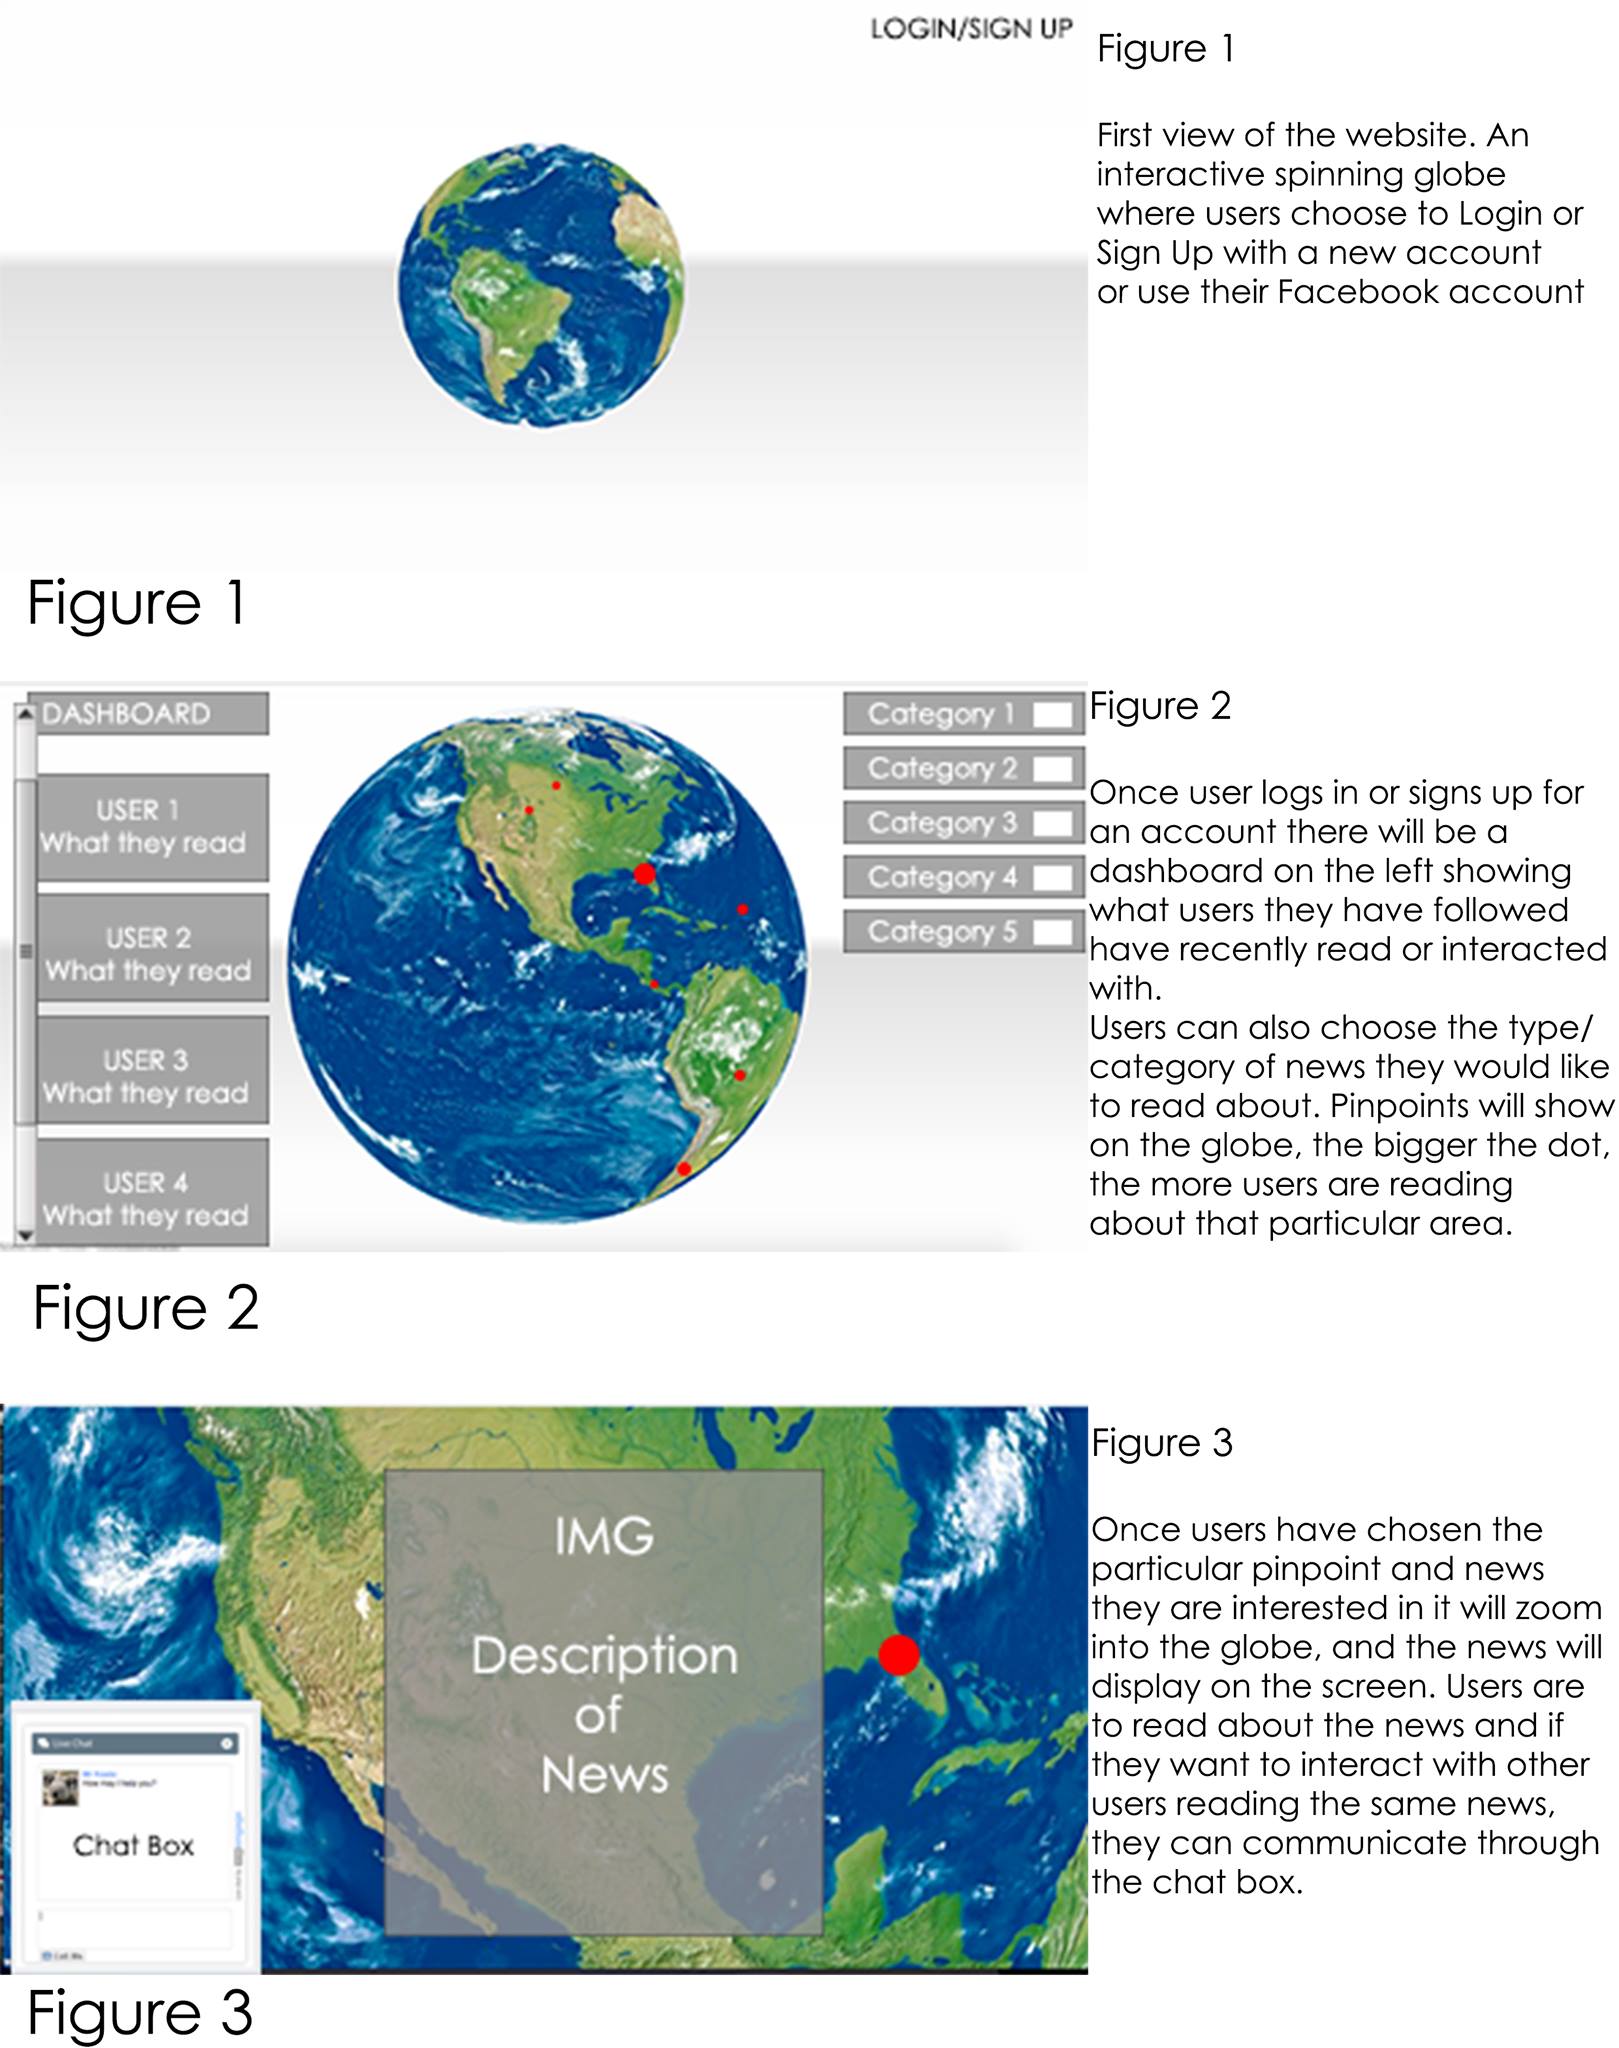 LOGIN/SIGN UP
Figure 1
First view of the website. An
interactive spinning globe
where users choose to Login or
Sign Up with a new account
or use their Facebook account
Figure 1
DASHBOARD
USER 1
What they read
USER 2
What they read
USER 3
What they read
USER 4
What they read
Category 1
Category 2
Category 3
Category 4
Category 5
Figure 2
Once user logs in or signs up for
an account there will be a
dashboard on the left showing
what users they have followed
have recently read or interacted
with.
Users can also choose the type/
category of news they would like
to read about. Pinpoints will show
on the globe, the bigger the dot,
the more users are reading
about that particular area.
Figure 2
IMG
Description
of
News
Live Chat
How may I help you?
Chat Box
Figure 3
Once users have chosen the
particular pinpoint and news
they are interested in it will zoom
into the globe, and the news will
display on the screen. Users are
to read about the news and if
they want to interact with other
users reading the same news,
they can communicate through
the chat box.
Figure 3